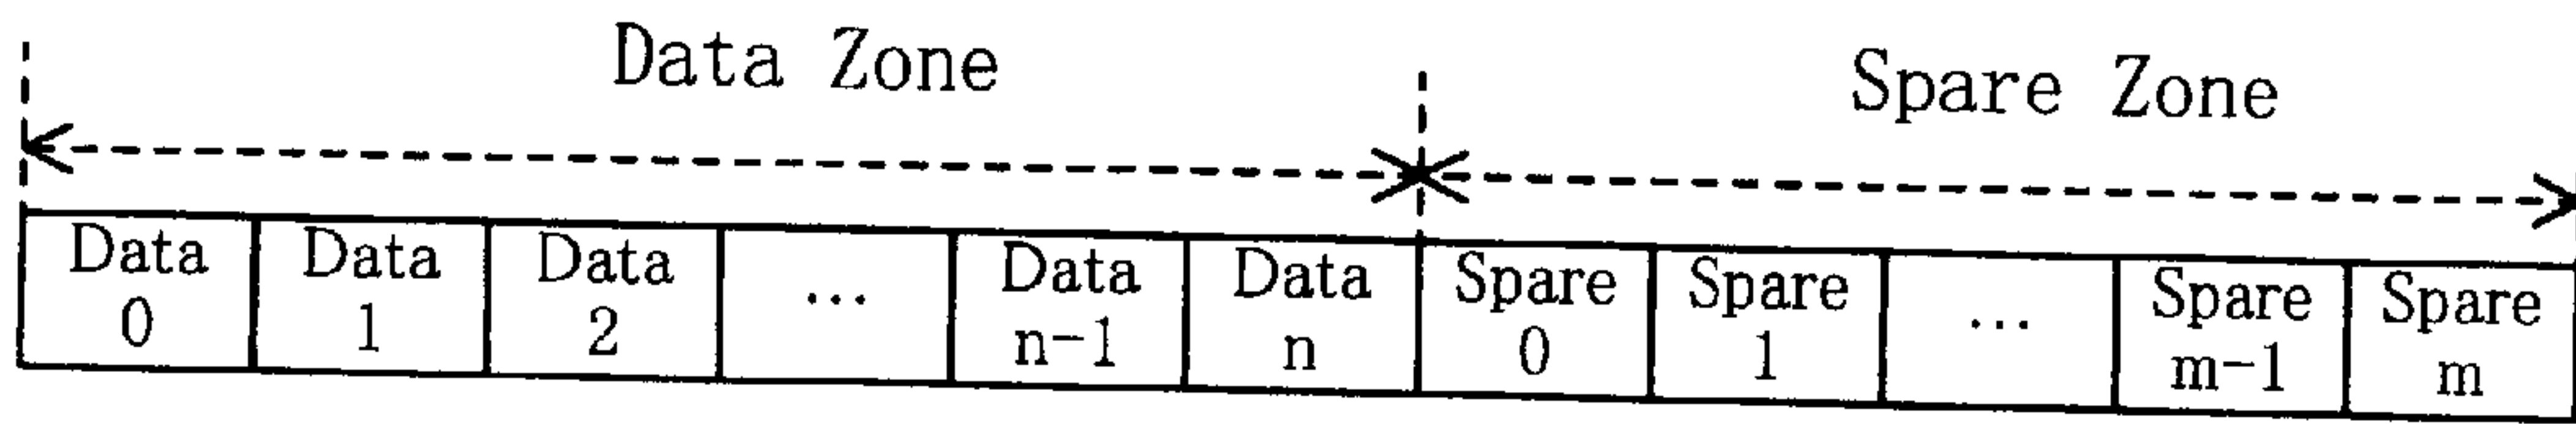 Data Zone
Spare Zone
Data 0
Data 1
Data 2
...
Data n-1
Data n
Spare 0
Spare 1
...
Spare m-1
Spare m